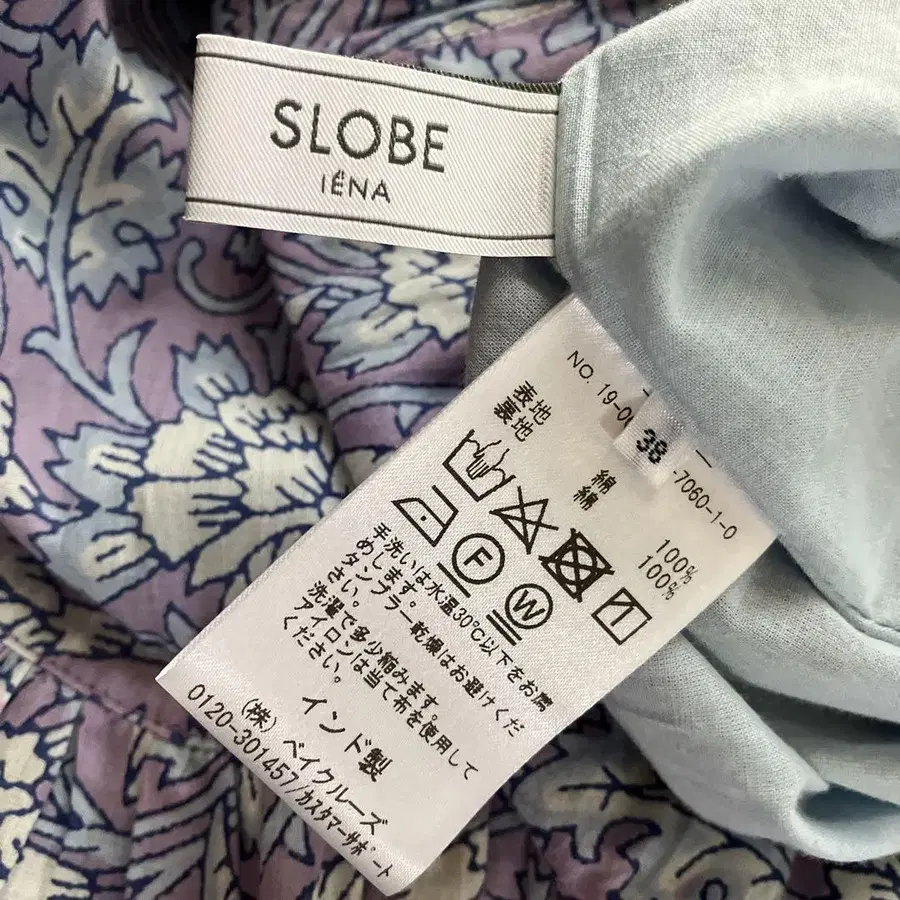 SLOBE
IÉNA
NO. 19-0
38
-7060-1-0
表地 綿 100%
裏地 綿 100%
F
W
手洗いは水温30℃以下をお薦
めします。
タンブラー乾燥はお避けくだ
さい。
洗濯で多少縮みます。
アイロンは当て布を使用して
ください。
インド製
(株)ベイクルーズ
0120-301457/カスタマーサポート